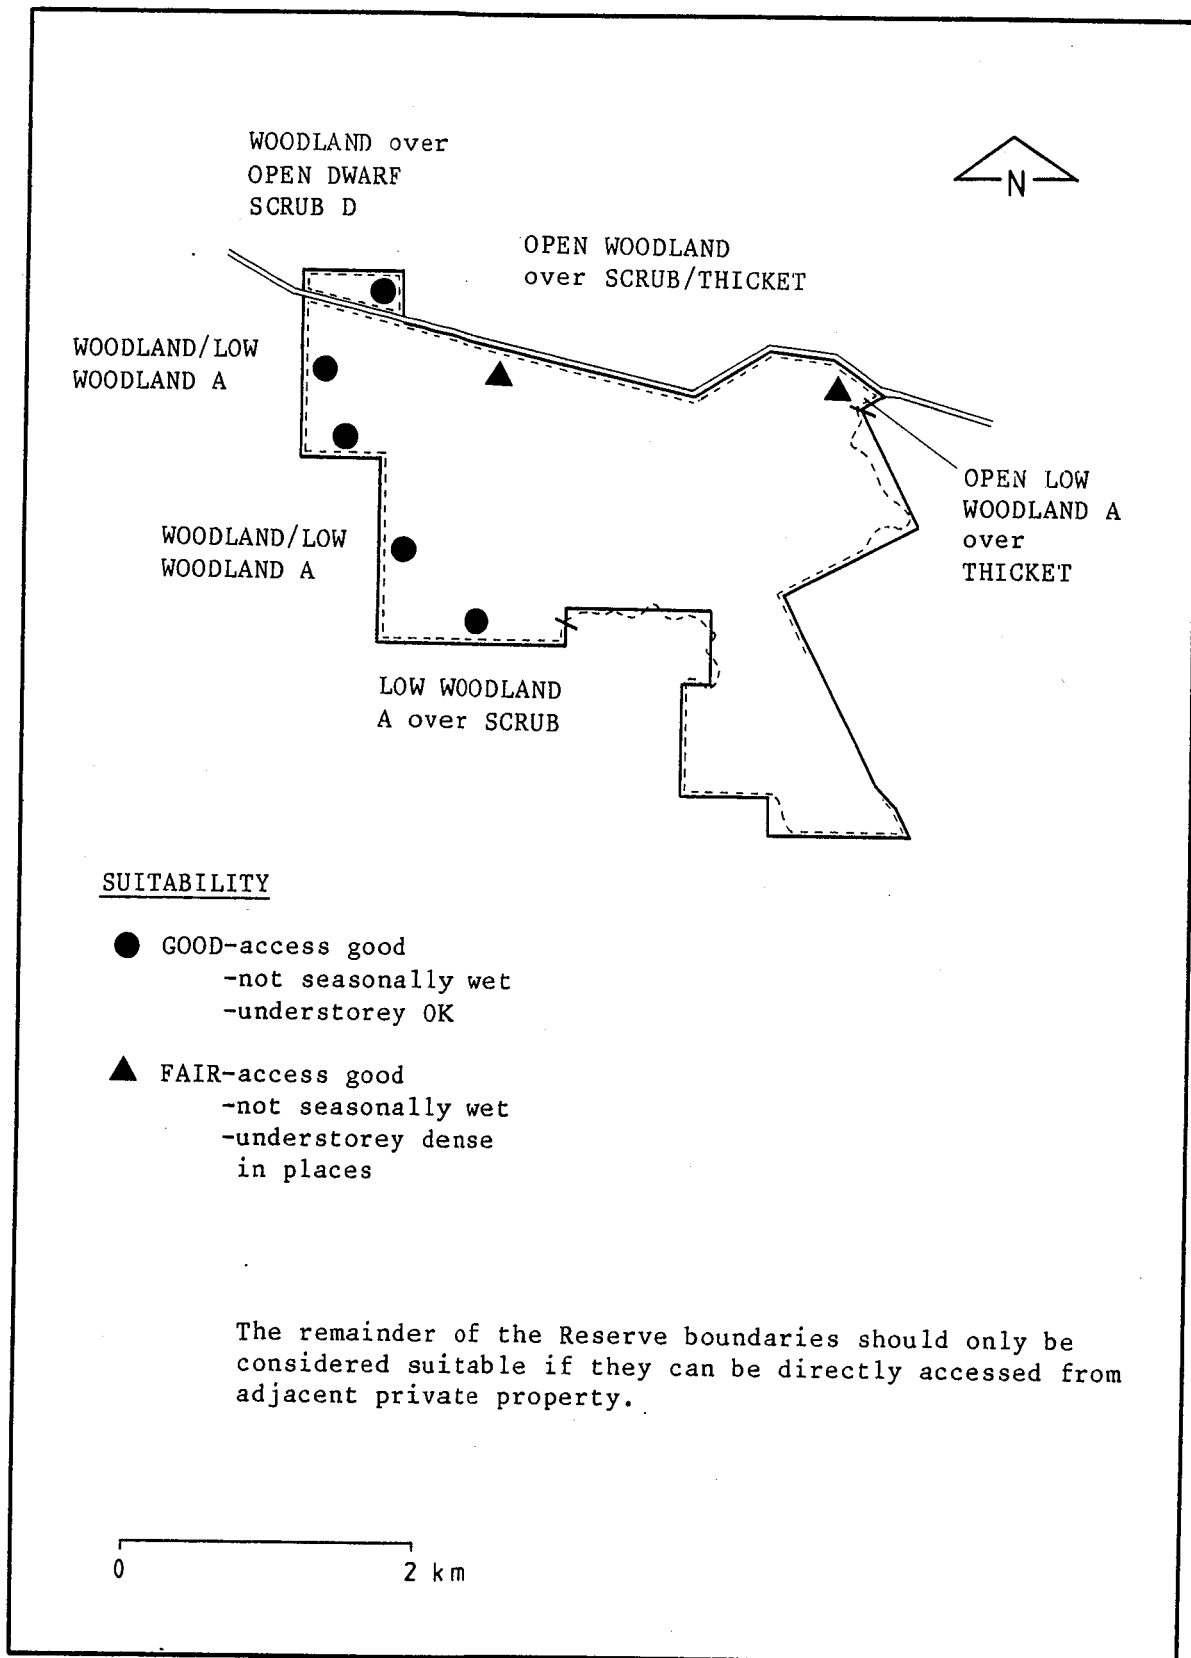 WOODLAND over
OPEN DWARF
SCRUB D
N
OPEN WOODLAND
over SCRUB/THICKET
WOODLAND/LOW
WOODLAND A
OPEN LOW
WOODLAND A
over
THICKET
WOODLAND/LOW
WOODLAND A
LOW WOODLAND
A over SCRUB
SUITABILITY
GOOD-access good
-not seasonally wet
-understorey OK
FAIR-access good
-not seasonally wet
-understorey dense
in places
The remainder of the Reserve boundaries should only be
considered suitable if they can be directly accessed from
adjacent private property.
0 2 km